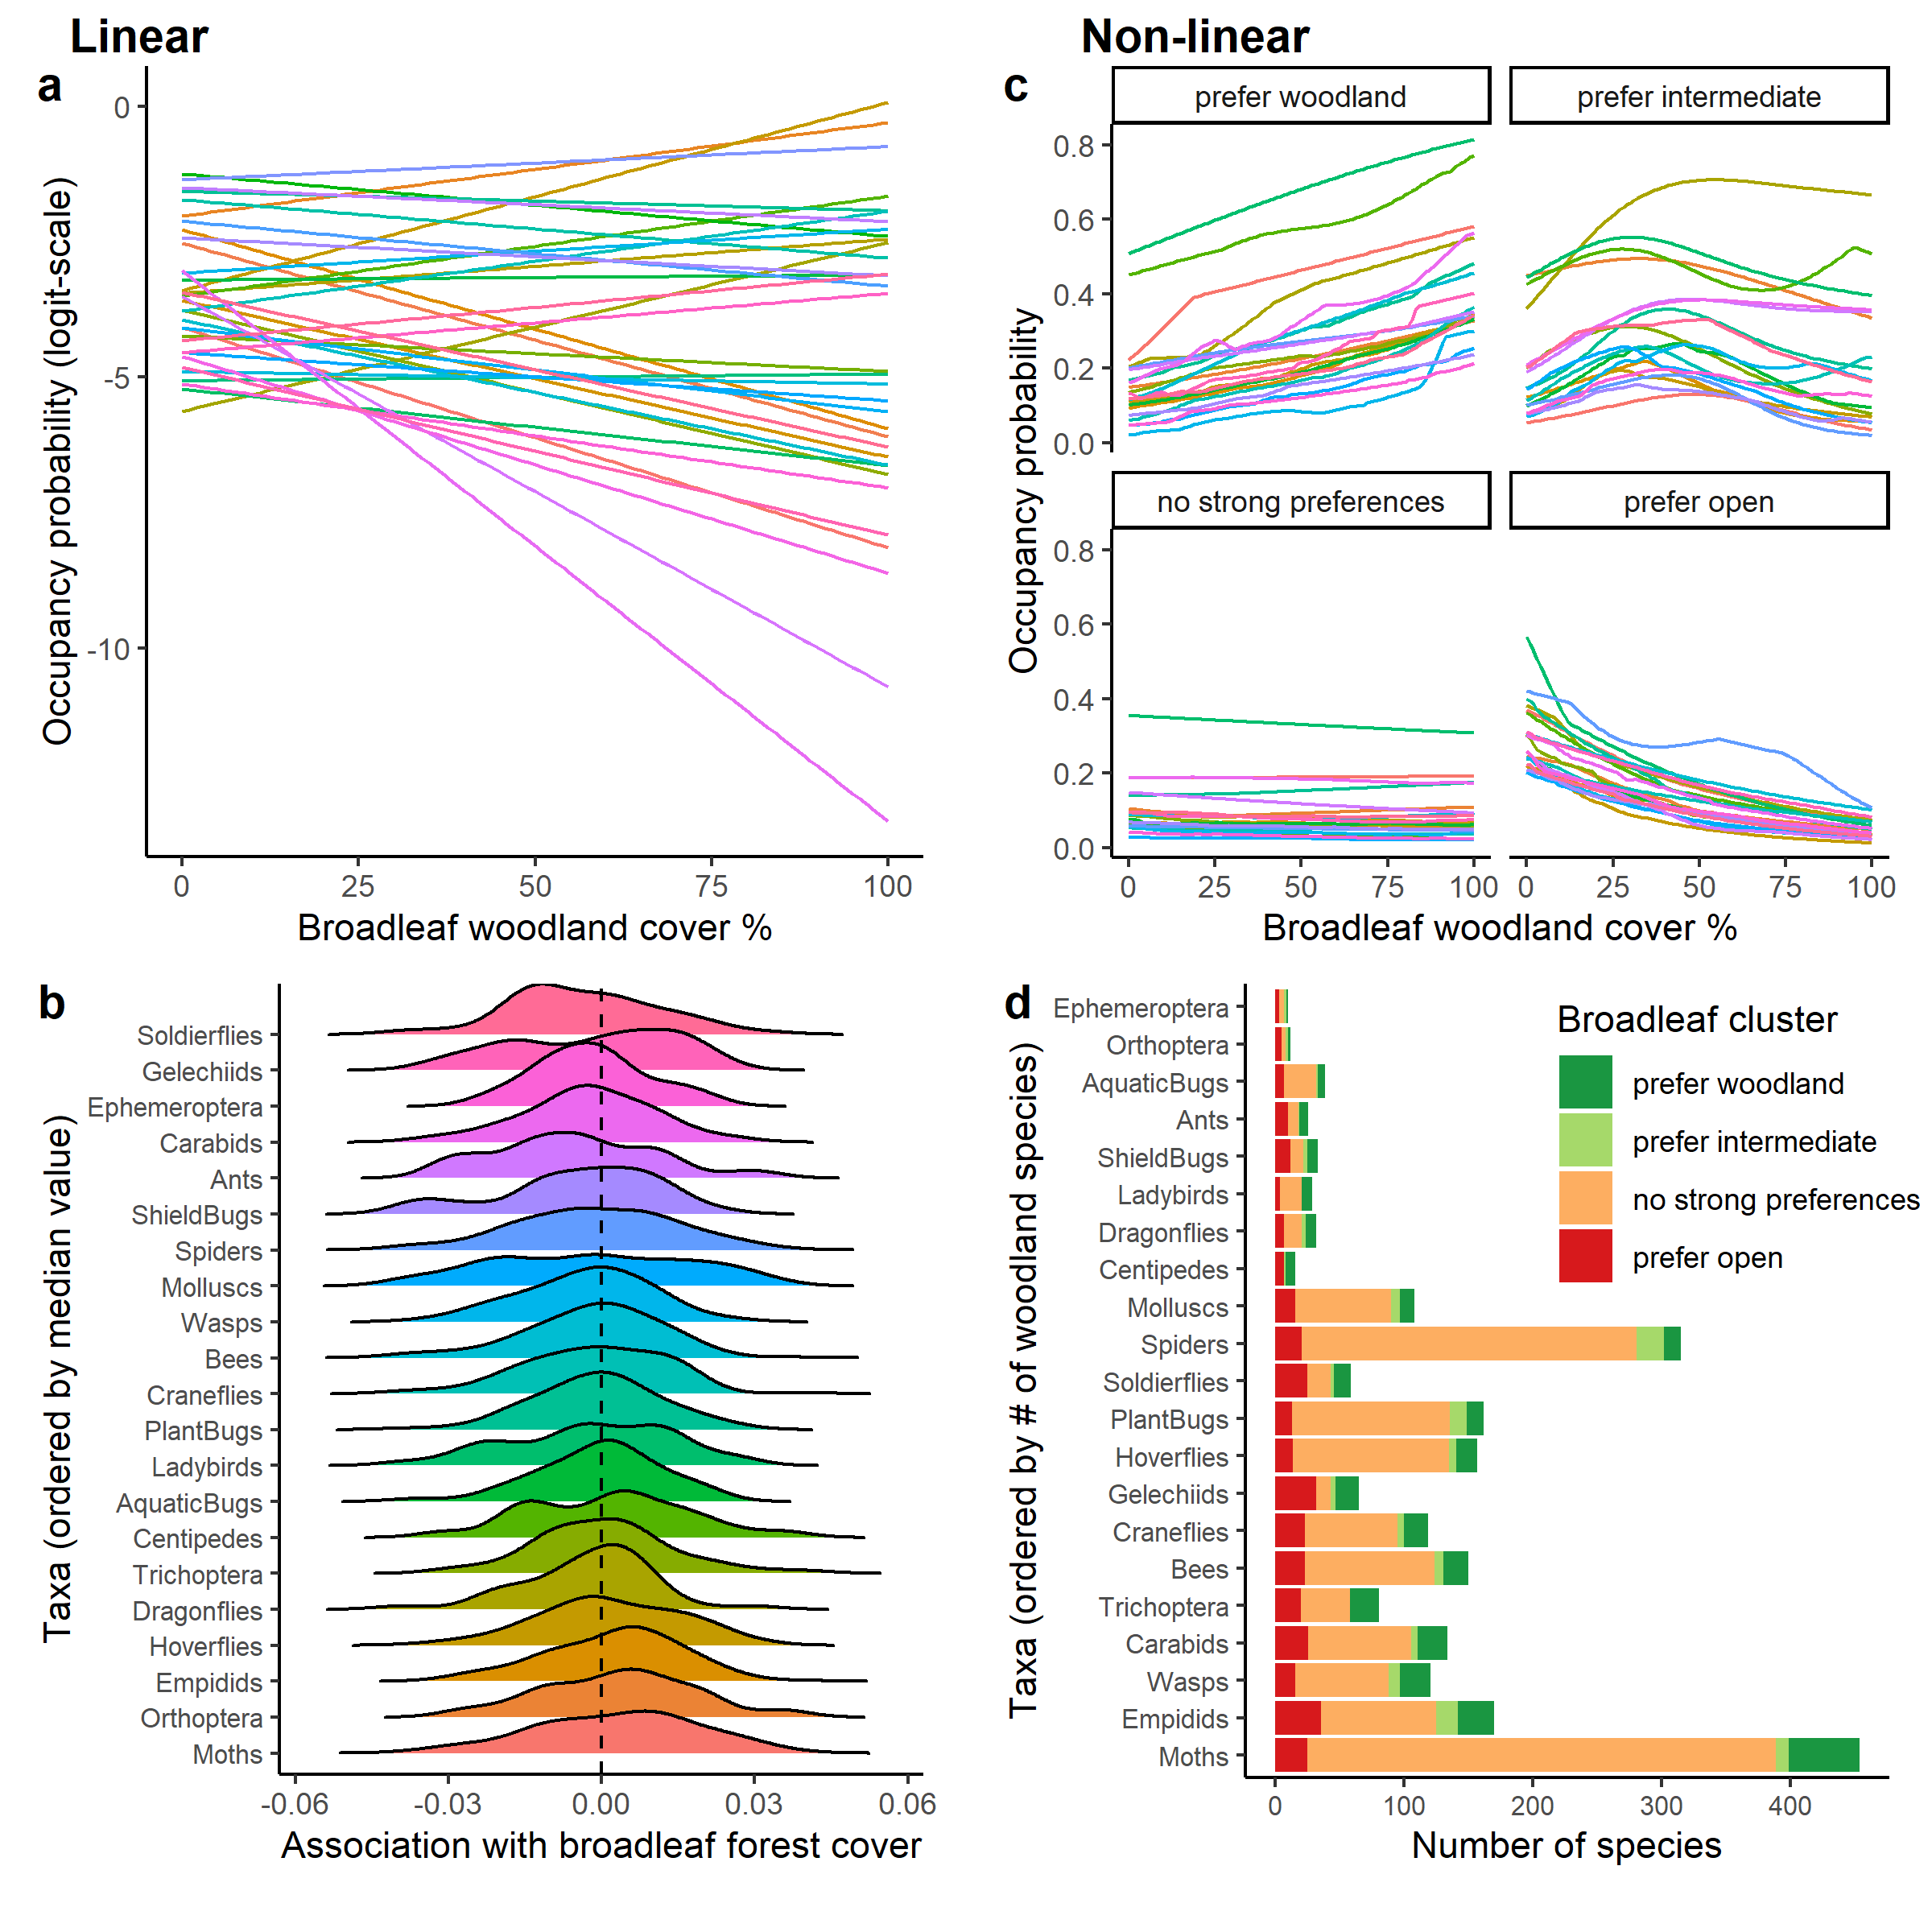 Linear
Non-linear
a
0
-5
-10
Occupancy probability (logit-scale)
0 25 50 75 100
Broadleaf woodland cover %
c
prefer woodland
prefer intermediate
0.8
0.6
0.4
0.2
0.0
no strong preferences
prefer open
0.8
0.6
0.4
0.2
0.0
Occupancy probability
0 25 50 75 100
0 25 50 75 100
Broadleaf woodland cover %
b
Taxa (ordered by median value)
Soldierflies
Gelechiids
Ephemeroptera
Carabids
Ants
ShieldBugs
Spiders
Molluscs
Wasps
Bees
Craneflies
PlantBugs
Ladybirds
AquaticBugs
Centipedes
Trichoptera
Dragonflies
Hoverflies
Empidids
Orthoptera
Moths
-0.06 -0.03 0.00 0.03 0.06
Association with broadleaf forest cover
d
Taxa (ordered by # of woodland species)
Ephemeroptera
Orthoptera
AquaticBugs
Ants
ShieldBugs
Ladybirds
Dragonflies
Centipedes
Molluscs
Spiders
Soldierflies
PlantBugs
Hoverflies
Gelechiids
Craneflies
Bees
Trichoptera
Carabids
Wasps
Empidids
Moths
0 100 200 300 400
Number of species
Broadleaf cluster
prefer woodland
prefer intermediate
no strong preferences
prefer open